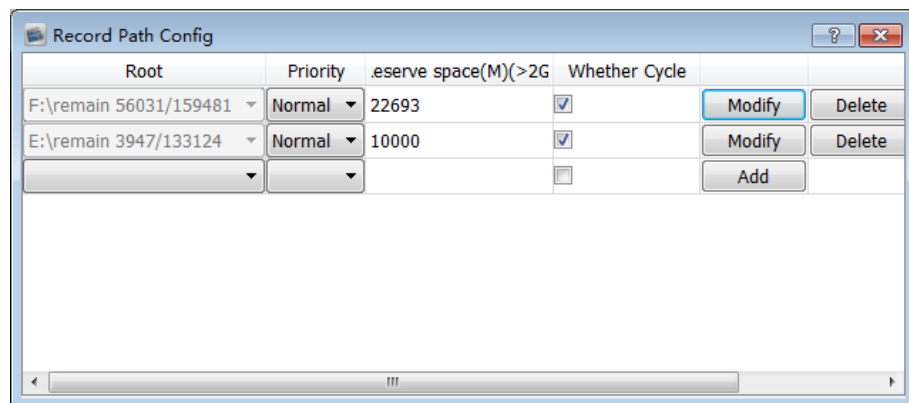 Record Path Config
Root Priority .eserve space(M)(>2G Whether Cycle
F:\remain 56031/159481 Normal 22693 Modify Delete
E:\remain 3947/133124 Normal 10000 Modify Delete
Add